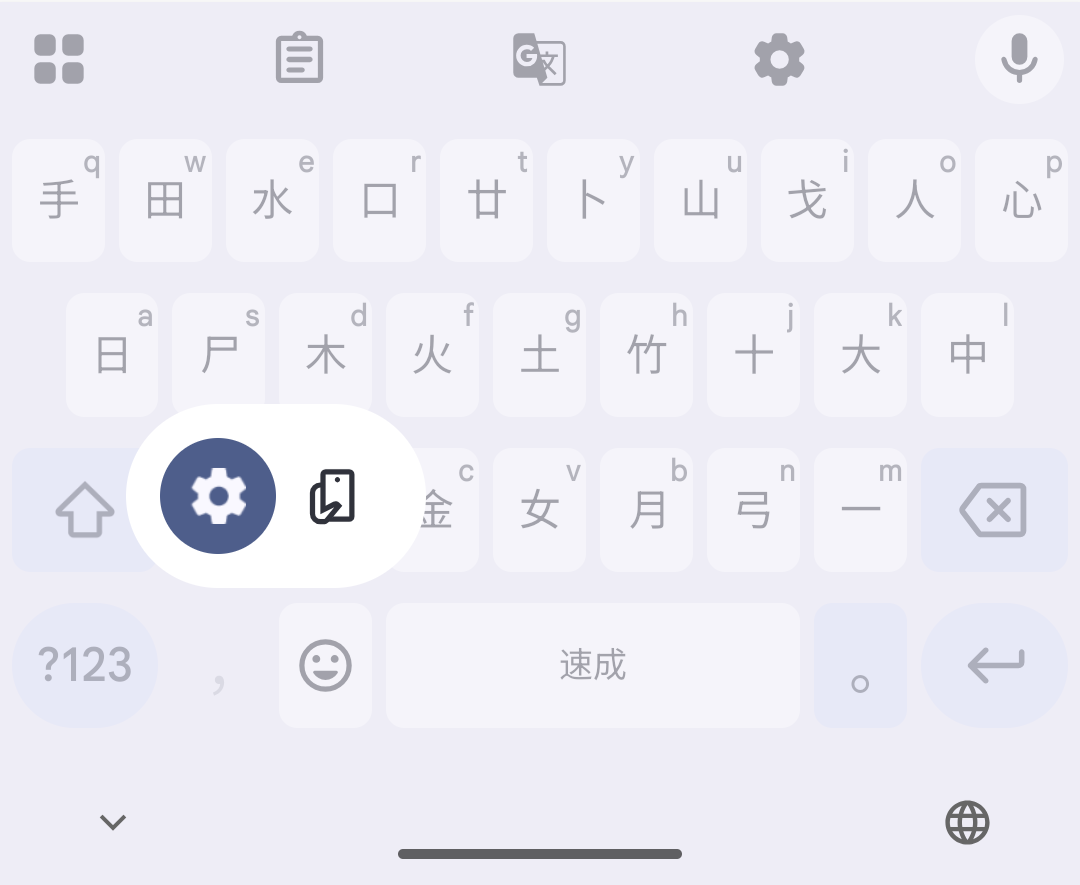 G 文
手 q 田 w 水 e 口 r 廿 t 卜 y 山 u 戈 i 人 o 心 p
日 a 尸 s 木 d 火 f 土 g 竹 h 十 j 大 k 中 l
金 c 女 v 月 b 弓 n 一 m
?123 ， 速成 。